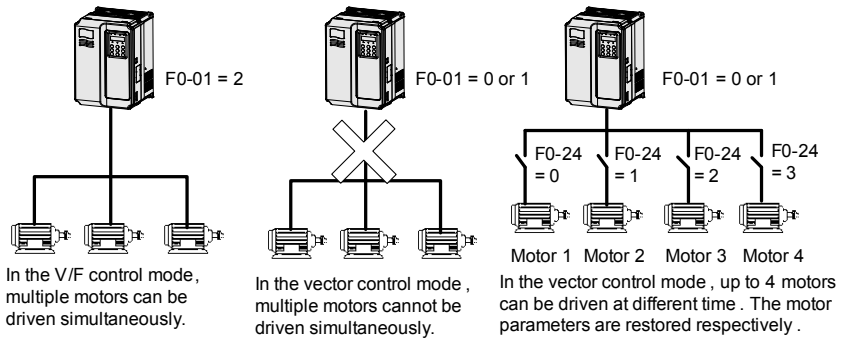 F0-01 = 2
F0-01 = 0 or 1
F0-01 = 0 or 1
F0-24
= 0
F0-24
= 1
F0-24
= 2
F0-24
= 3
Motor 1 Motor 2 Motor 3 Motor 4
In the V/F control mode ,
multiple motors can be
driven simultaneously.
In the vector control mode ,
multiple motors cannot be
driven simultaneously.
In the vector control mode , up to 4 motors
can be driven at different time . The motor
parameters are restored respectively .